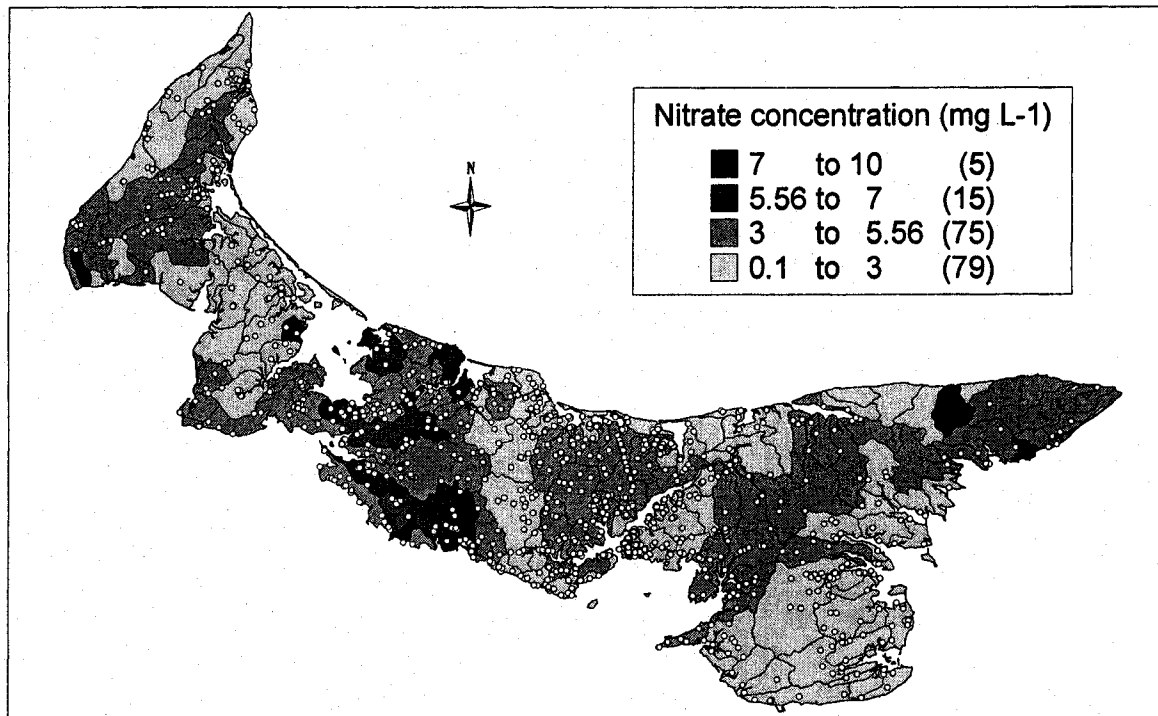 N
Nitrate concentration (mg L-1)
7 to 10 (5)
5.56 to 7 (15)
3 to 5.56 (75)
0.1 to 3 (79)